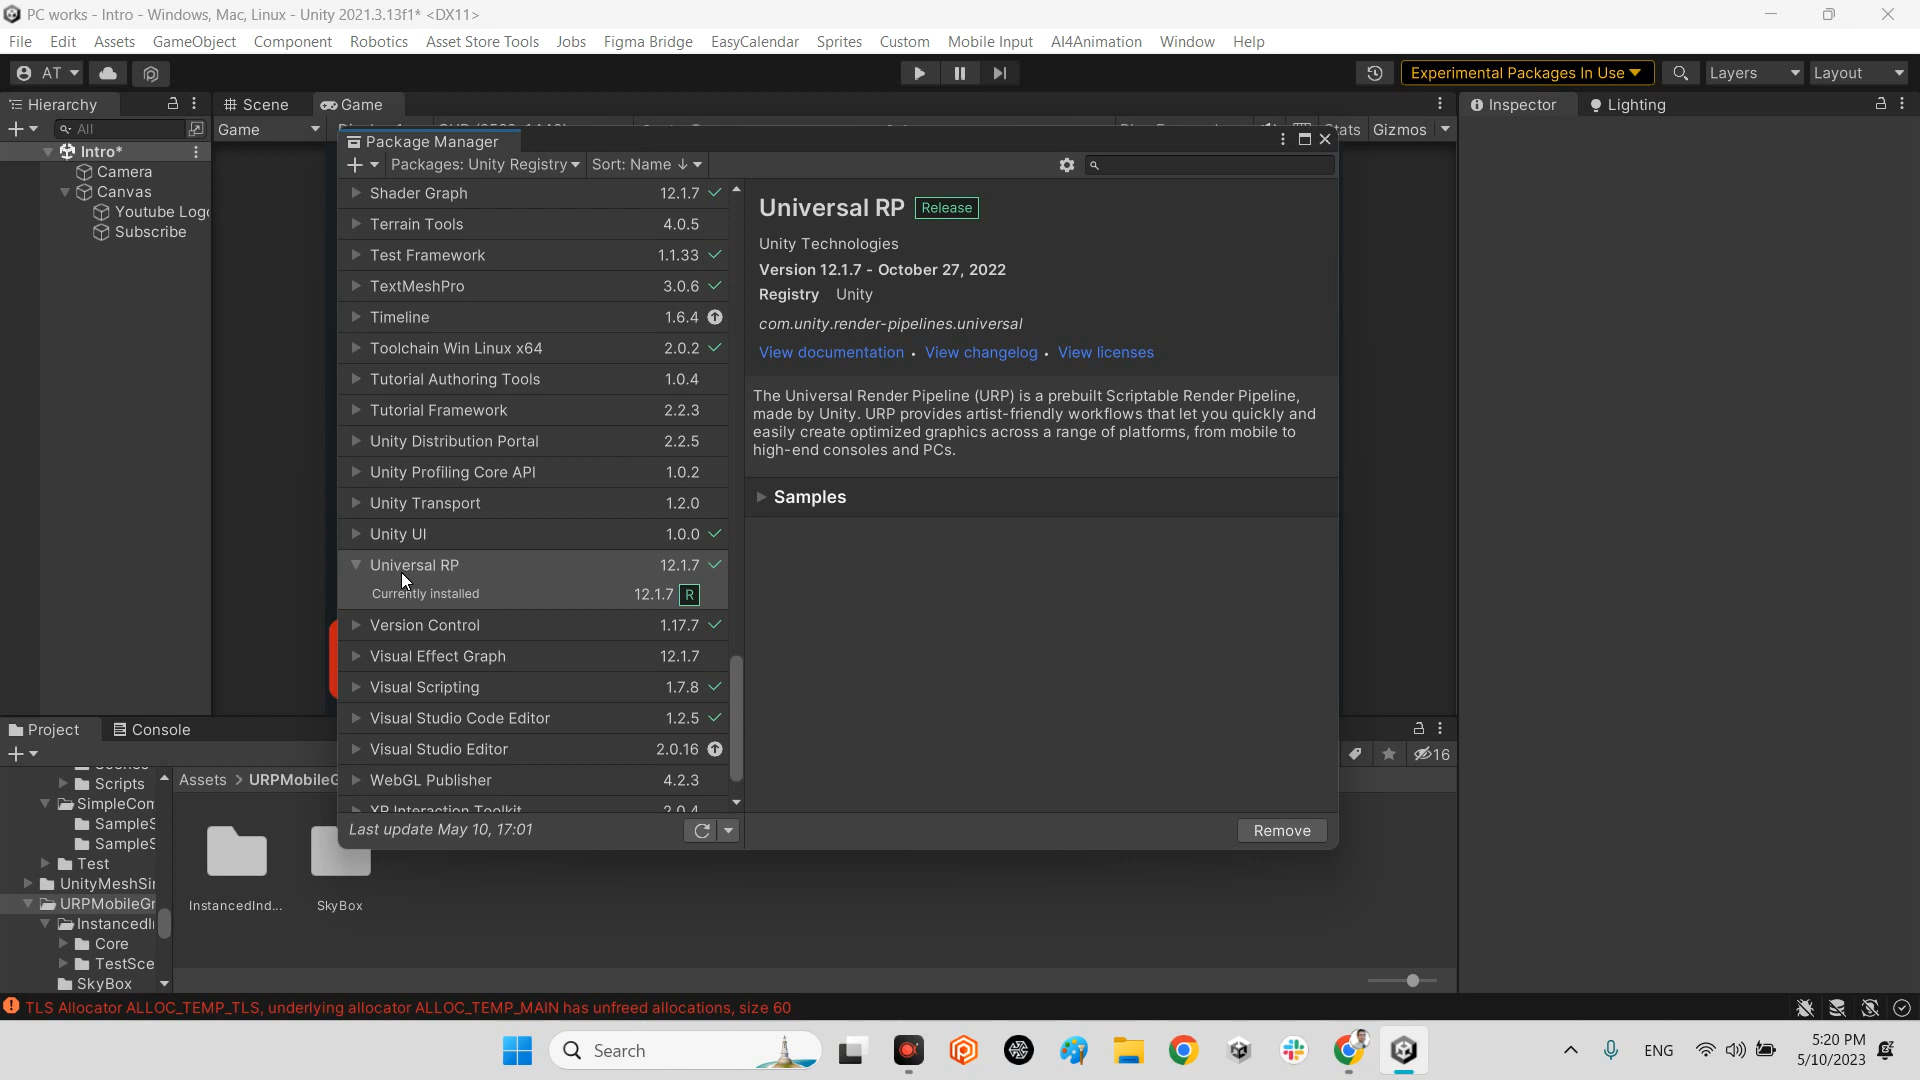 PC works - Intro - Windows, Mac, Linux - Unity 2021.3.13f1* <DX11>
File Edit Assets GameObject Component Robotics Asset Store Tools Jobs Figma Bridge EasyCalendar Sprites Custom Mobile Input AI4Animation Window Help
AT Experimental Packages In Use Layers Layout
Hierarchy Scene Game Inspector Lighting
All Game Stats Gizmos
Package Manager
Packages: Unity Registry Sort: Name ↓
Intro*
Camera
Canvas
Youtube Logo
Subscribe
Shader Graph 12.1.7
Terrain Tools 4.0.5
Test Framework 1.1.33
TextMeshPro 3.0.6
Timeline 1.6.4
Toolchain Win Linux x64 2.0.2
Tutorial Authoring Tools 1.0.4
Tutorial Framework 2.2.3
Unity Distribution Portal 2.2.5
Unity Profiling Core API 1.0.2
Unity Transport 1.2.0
Unity UI 1.0.0
Universal RP 12.1.7
Currently installed 12.1.7 R
Version Control 1.17.7
Visual Effect Graph 12.1.7
Visual Scripting 1.7.8
Visual Studio Code Editor 1.2.5
Visual Studio Editor 2.0.16
WebGL Publisher 4.2.3
XR Interaction Toolkit 2.0.4
Last update May 10, 17:01
Universal RP Release
Unity Technologies
Version 12.1.7 - October 27, 2022
Registry Unity
com.unity.render-pipelines.universal
View documentation • View changelog • View licenses
The Universal Render Pipeline (URP) is a prebuilt Scriptable Render Pipeline,
made by Unity. URP provides artist-friendly workflows that let you quickly and
easily create optimized graphics across a range of platforms, from mobile to
high-end consoles and PCs.
Samples
Remove
Project Console
16
Scripts
SimpleCom
SampleS
SampleS
Test
UnityMeshSi
URPMobileGr
InstancedI
Core
TestSce
SkyBox
Assets > URPMobileG
InstancedInd...
SkyBox
TLS Allocator ALLOC_TEMP_TLS, underlying allocator ALLOC_TEMP_MAIN has unfreed allocations, size 60
Search
ENG
5:20 PM
5/10/2023